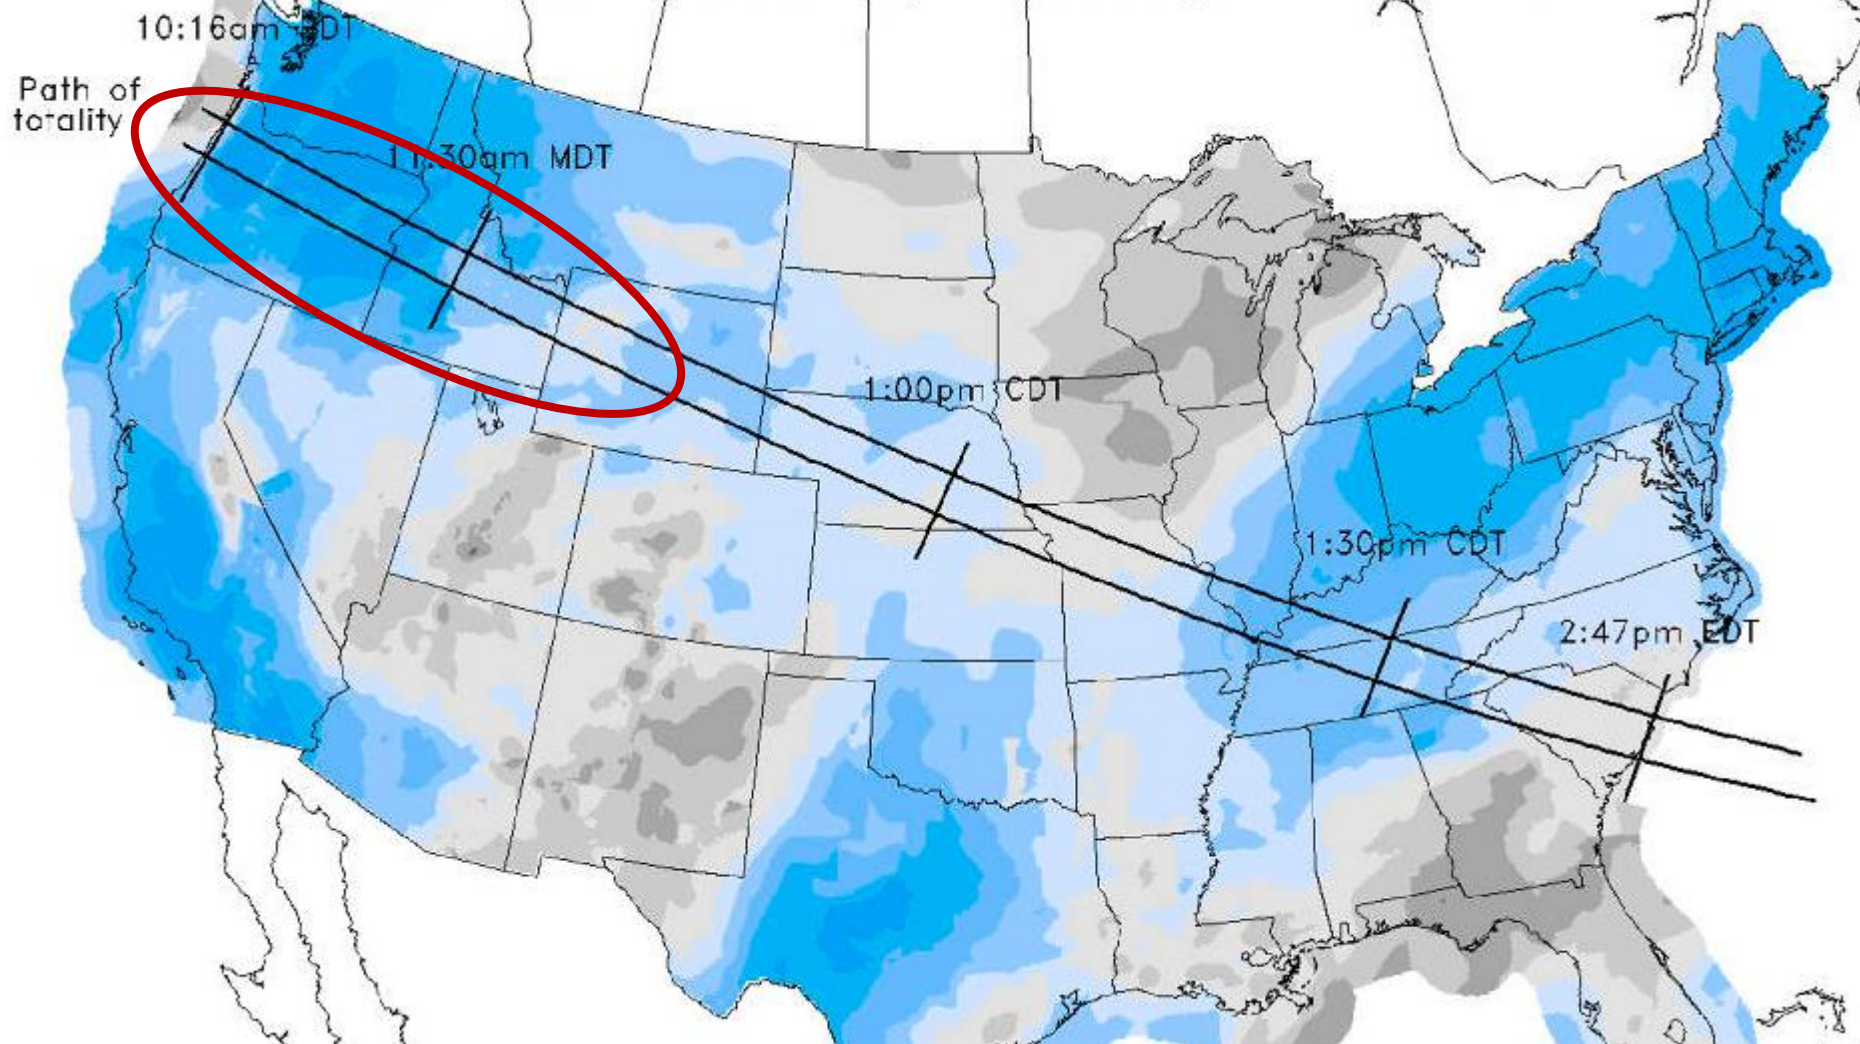 10:16am PDT
Path of
totality
11:30am MDT
1:00pm CDT
1:30pm CDT
2:47pm EDT